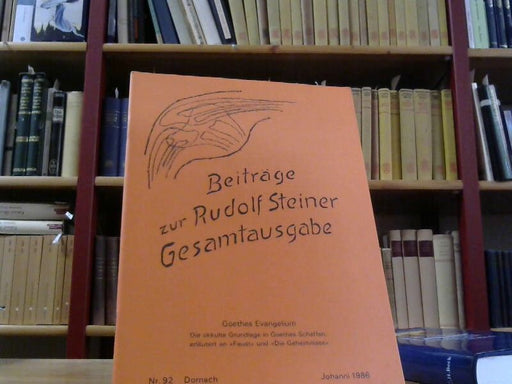 Beiträge
zur Rudolf Steiner
Gesamtausgabe
Goethes Evangelium
Die okkulte Grundlage in Goethes Schaffen,
erläutert an «Faust» und «Die Geheimnisse»
Nr. 92 Dornach Johanni 1986